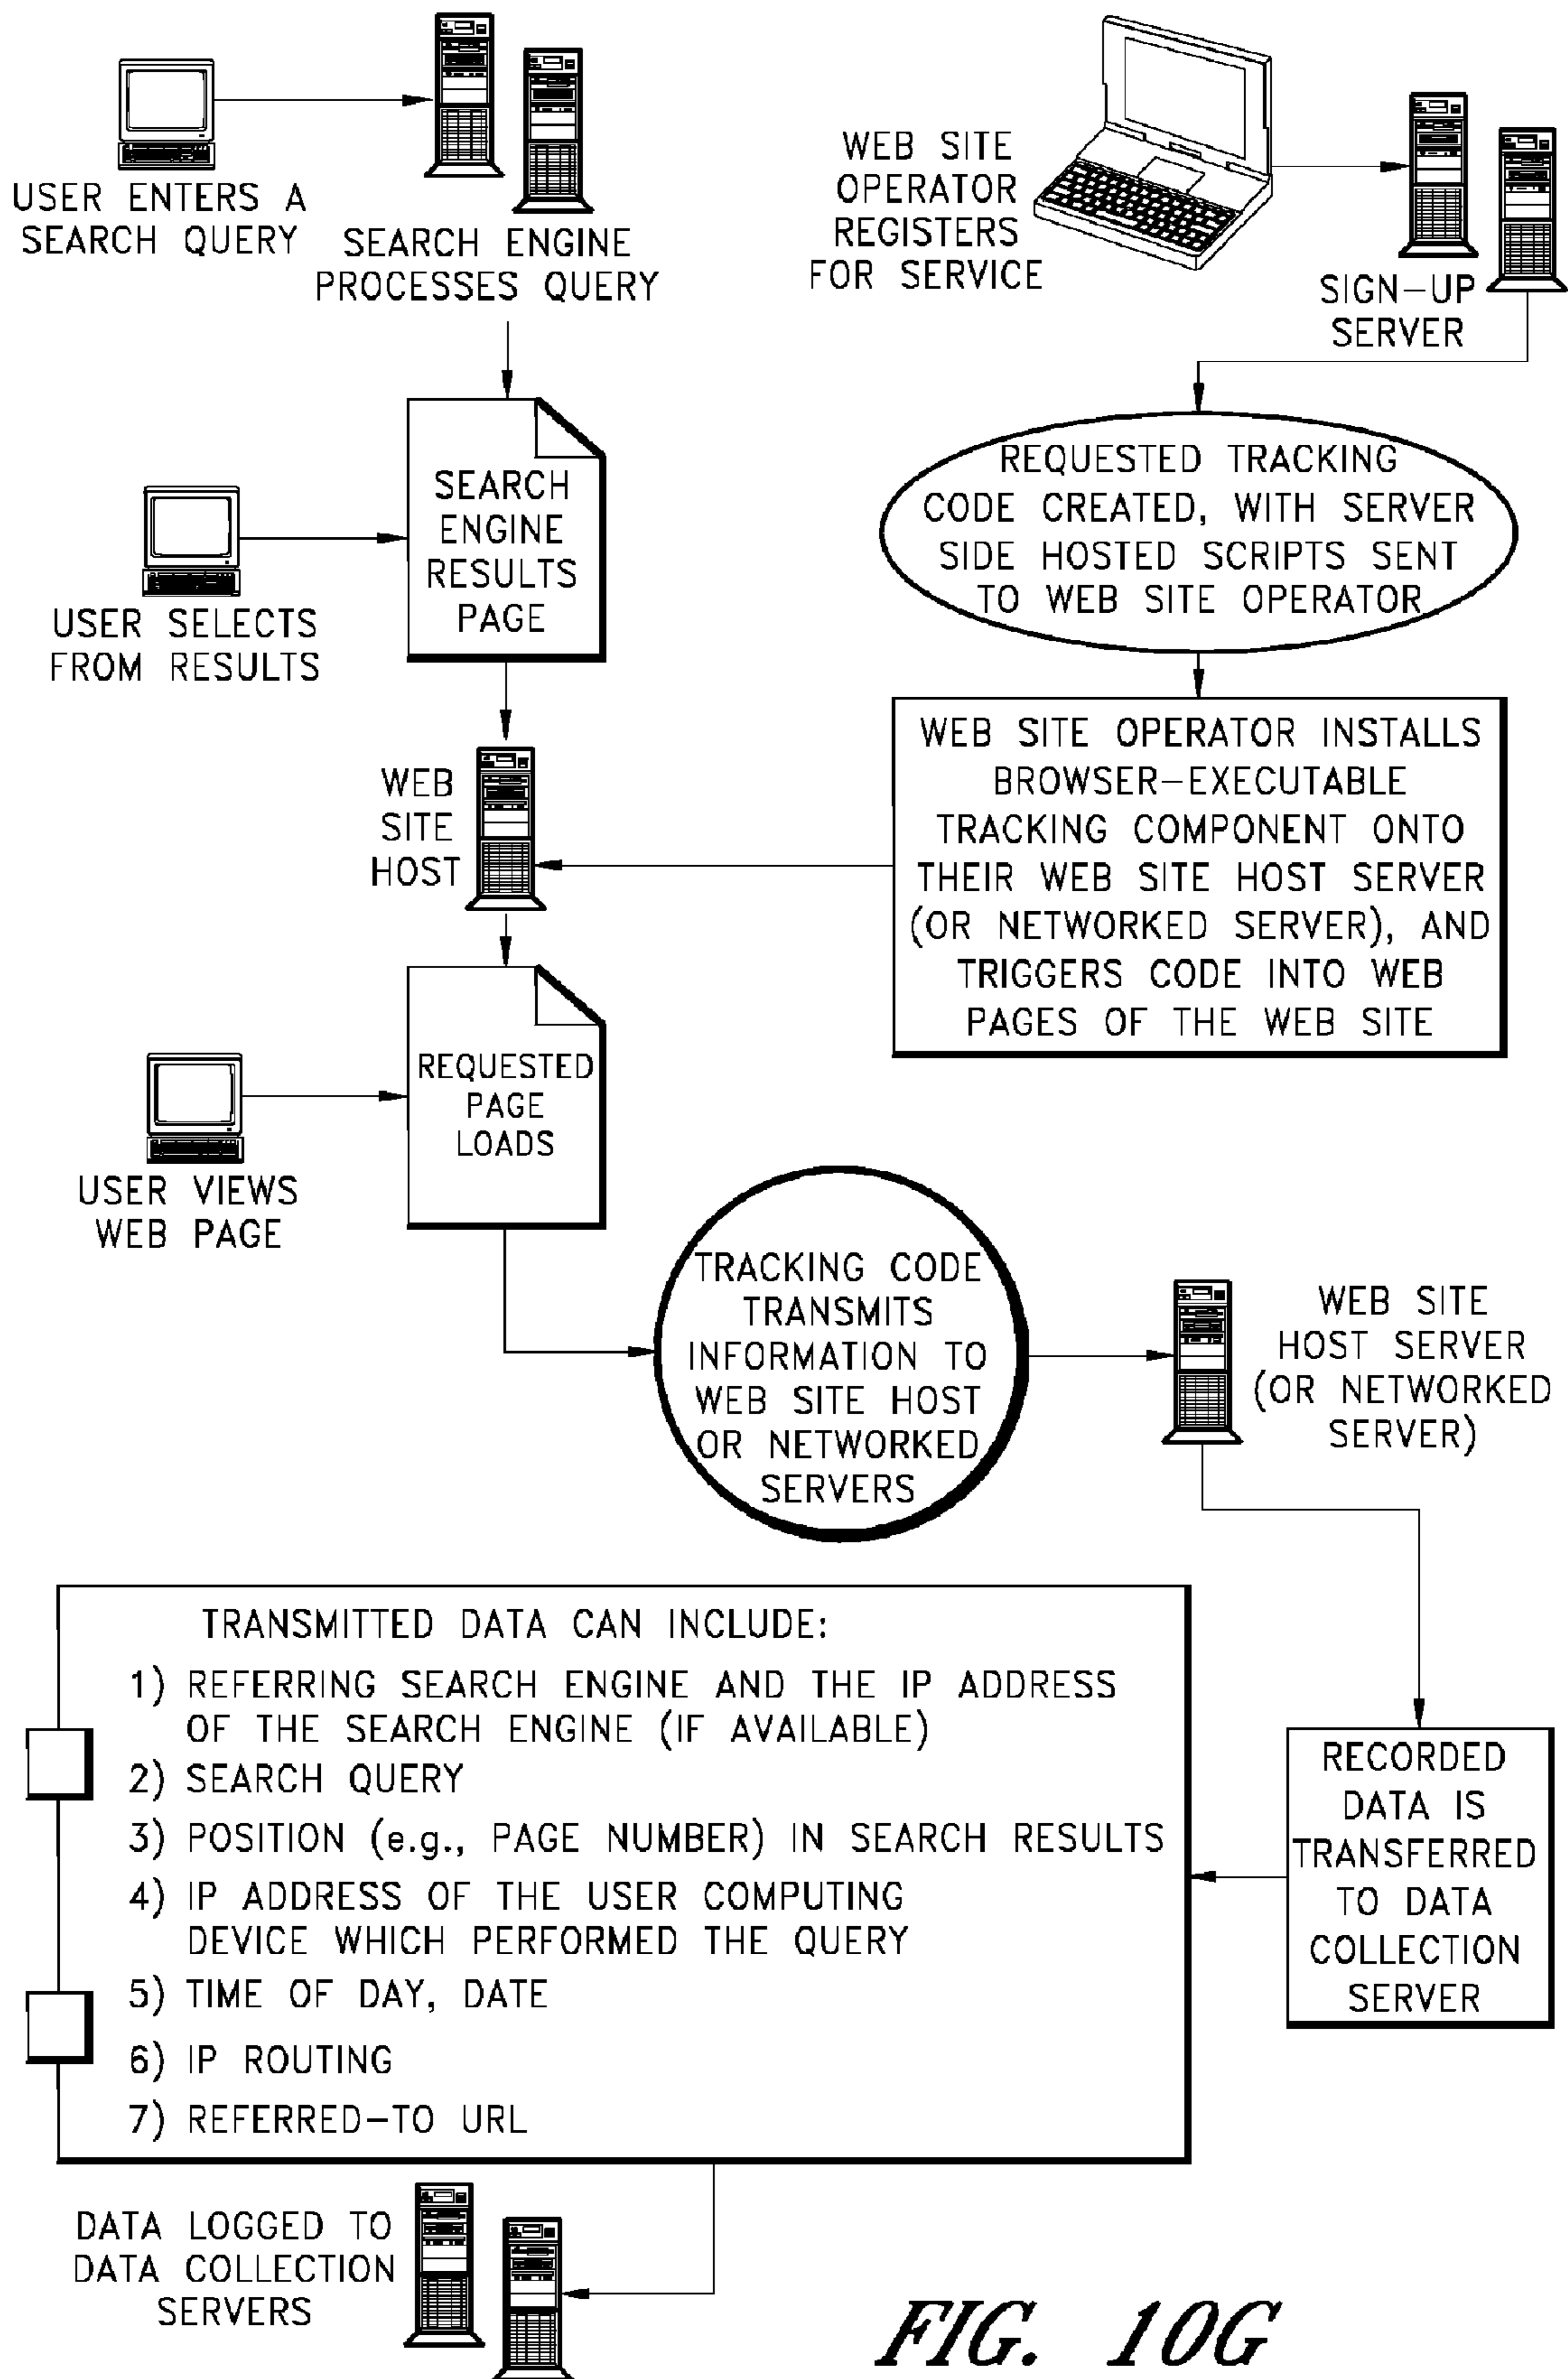 USER ENTERS A
SEARCH QUERY
SEARCH ENGINE
PROCESSES QUERY
WEB SITE
OPERATOR
REGISTERS
FOR SERVICE
SIGN-UP
SERVER
SEARCH
ENGINE
RESULTS
PAGE
USER SELECTS
FROM RESULTS
REQUESTED TRACKING
CODE CREATED, WITH SERVER
SIDE HOSTED SCRIPTS SENT
TO WEB SITE OPERATOR
WEB
SITE
HOST
WEB SITE OPERATOR INSTALLS
BROWSER-EXECUTABLE
TRACKING COMPONENT ONTO
THEIR WEB SITE HOST SERVER
(OR NETWORKED SERVER), AND
TRIGGERS CODE INTO WEB
PAGES OF THE WEB SITE
REQUESTED
PAGE
LOADS
USER VIEWS
WEB PAGE
TRACKING CODE
TRANSMITS
INFORMATION TO
WEB SITE HOST
OR NETWORKED
SERVERS
WEB SITE
HOST SERVER
(OR NETWORKED
SERVER)
RECORDED
DATA IS
TRANSFERRED
TO DATA
COLLECTION
SERVER
TRANSMITTED DATA CAN INCLUDE:
1) REFERRING SEARCH ENGINE AND THE IP ADDRESS
OF THE SEARCH ENGINE (IF AVAILABLE)
2) SEARCH QUERY
3) POSITION (e.g., PAGE NUMBER) IN SEARCH RESULTS
4) IP ADDRESS OF THE USER COMPUTING
DEVICE WHICH PERFORMED THE QUERY
5) TIME OF DAY, DATE
6) IP ROUTING
7) REFERRED-TO URL
DATA LOGGED TO
DATA COLLECTION
SERVERS
FIG. 10G